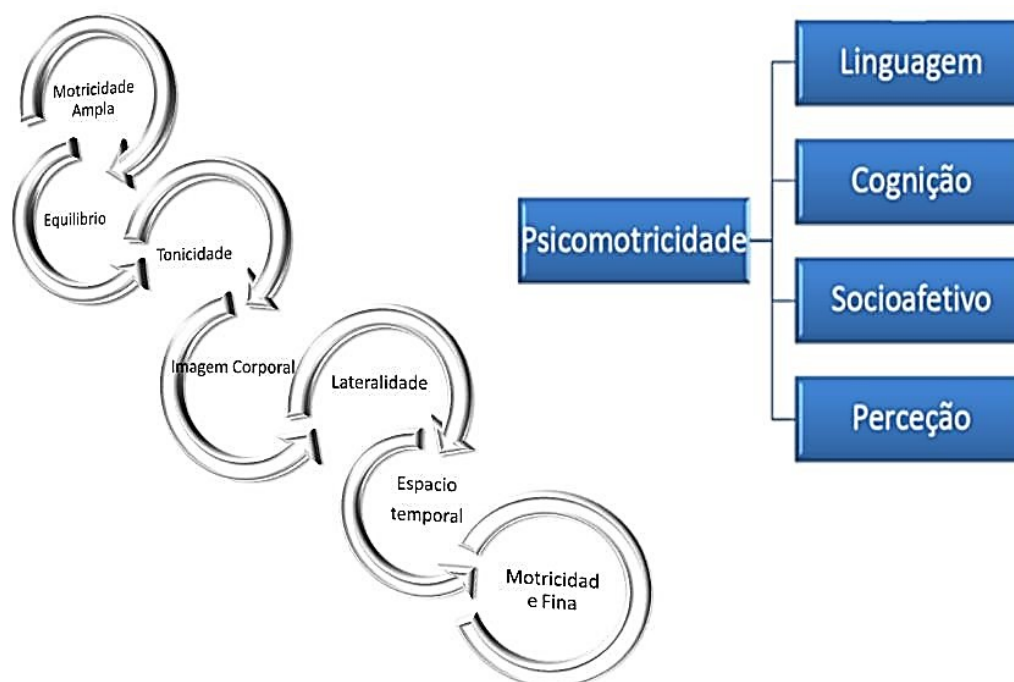 Motricidade
Ampla
Equilibrio
Tonicidade
Imagem Corporal
Lateralidade
Espacio
temporal
Motricidad
e Fina
Psicomotricidade
Linguagem
Cognição
Socioafetivo
Perceção